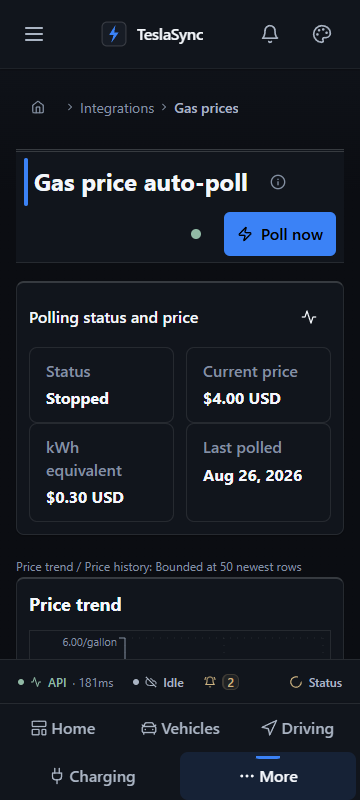 TeslaSync
Integrations
Gas prices
Gas price auto-poll
Poll now
Polling status and price
Status
Stopped
Current price
$4.00 USD
kWh
equivalent
$0.30 USD
Last polled
Aug 26, 2026
Price trend / Price history: Bounded at 50 newest rows
Price trend
6.00/gallon
API · 181ms
Idle
2
Status
Home
Vehicles
Driving
Charging
More